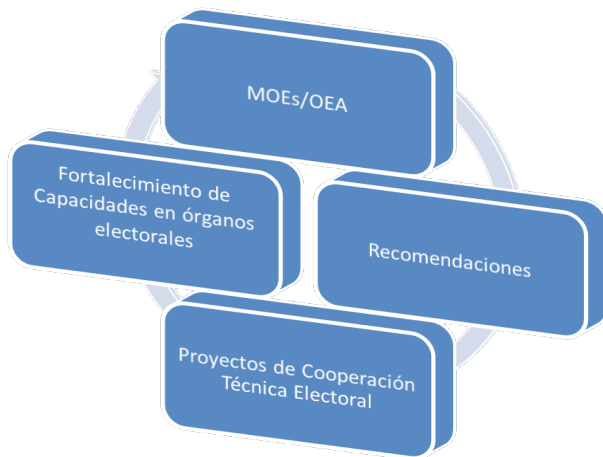 MOEs/OEA
Fortalecimiento de
Capacidades en órganos
electorales
Recomendaciones
Proyectos de Cooperación
Técnica Electoral